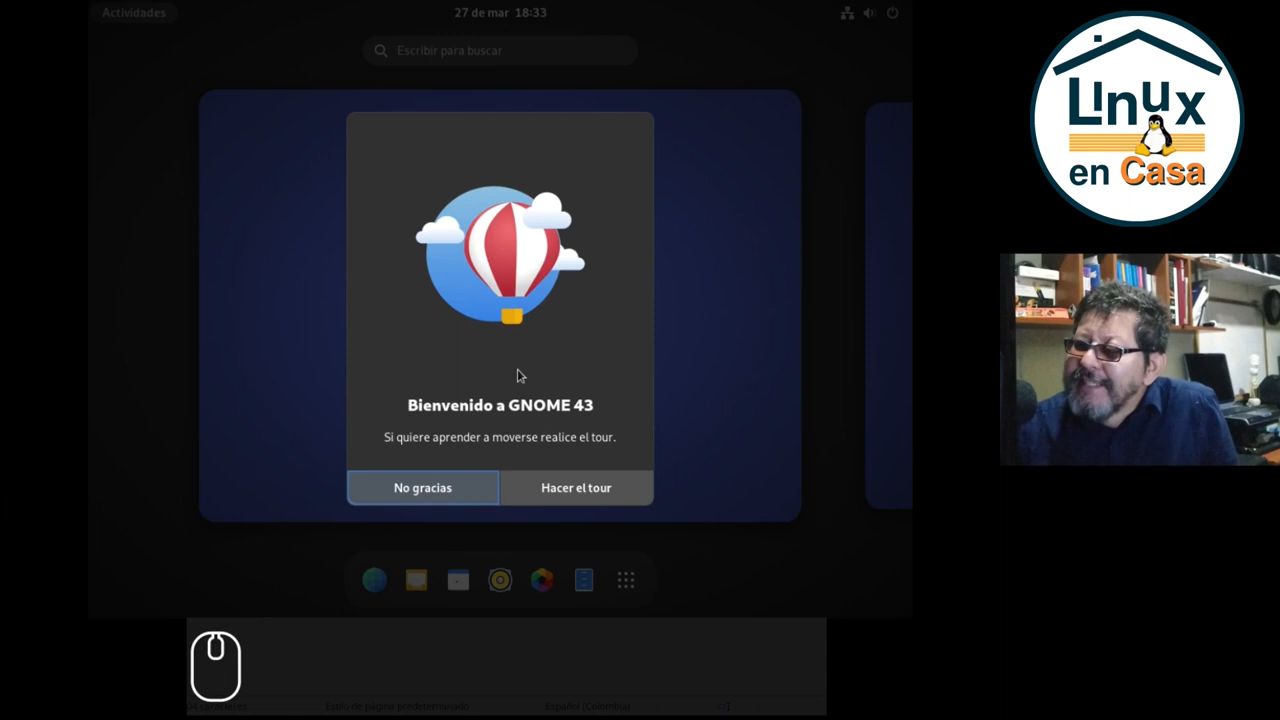 Actividades
27 de mar 18:33
Escribir para buscar
Bienvenido a GNOME 43
Si quiere aprender a moverse realice el tour.
No gracias
Hacer el tour
Linux
en Casa
caracteres
Estilo de página predeterminado
Español (Colombia)